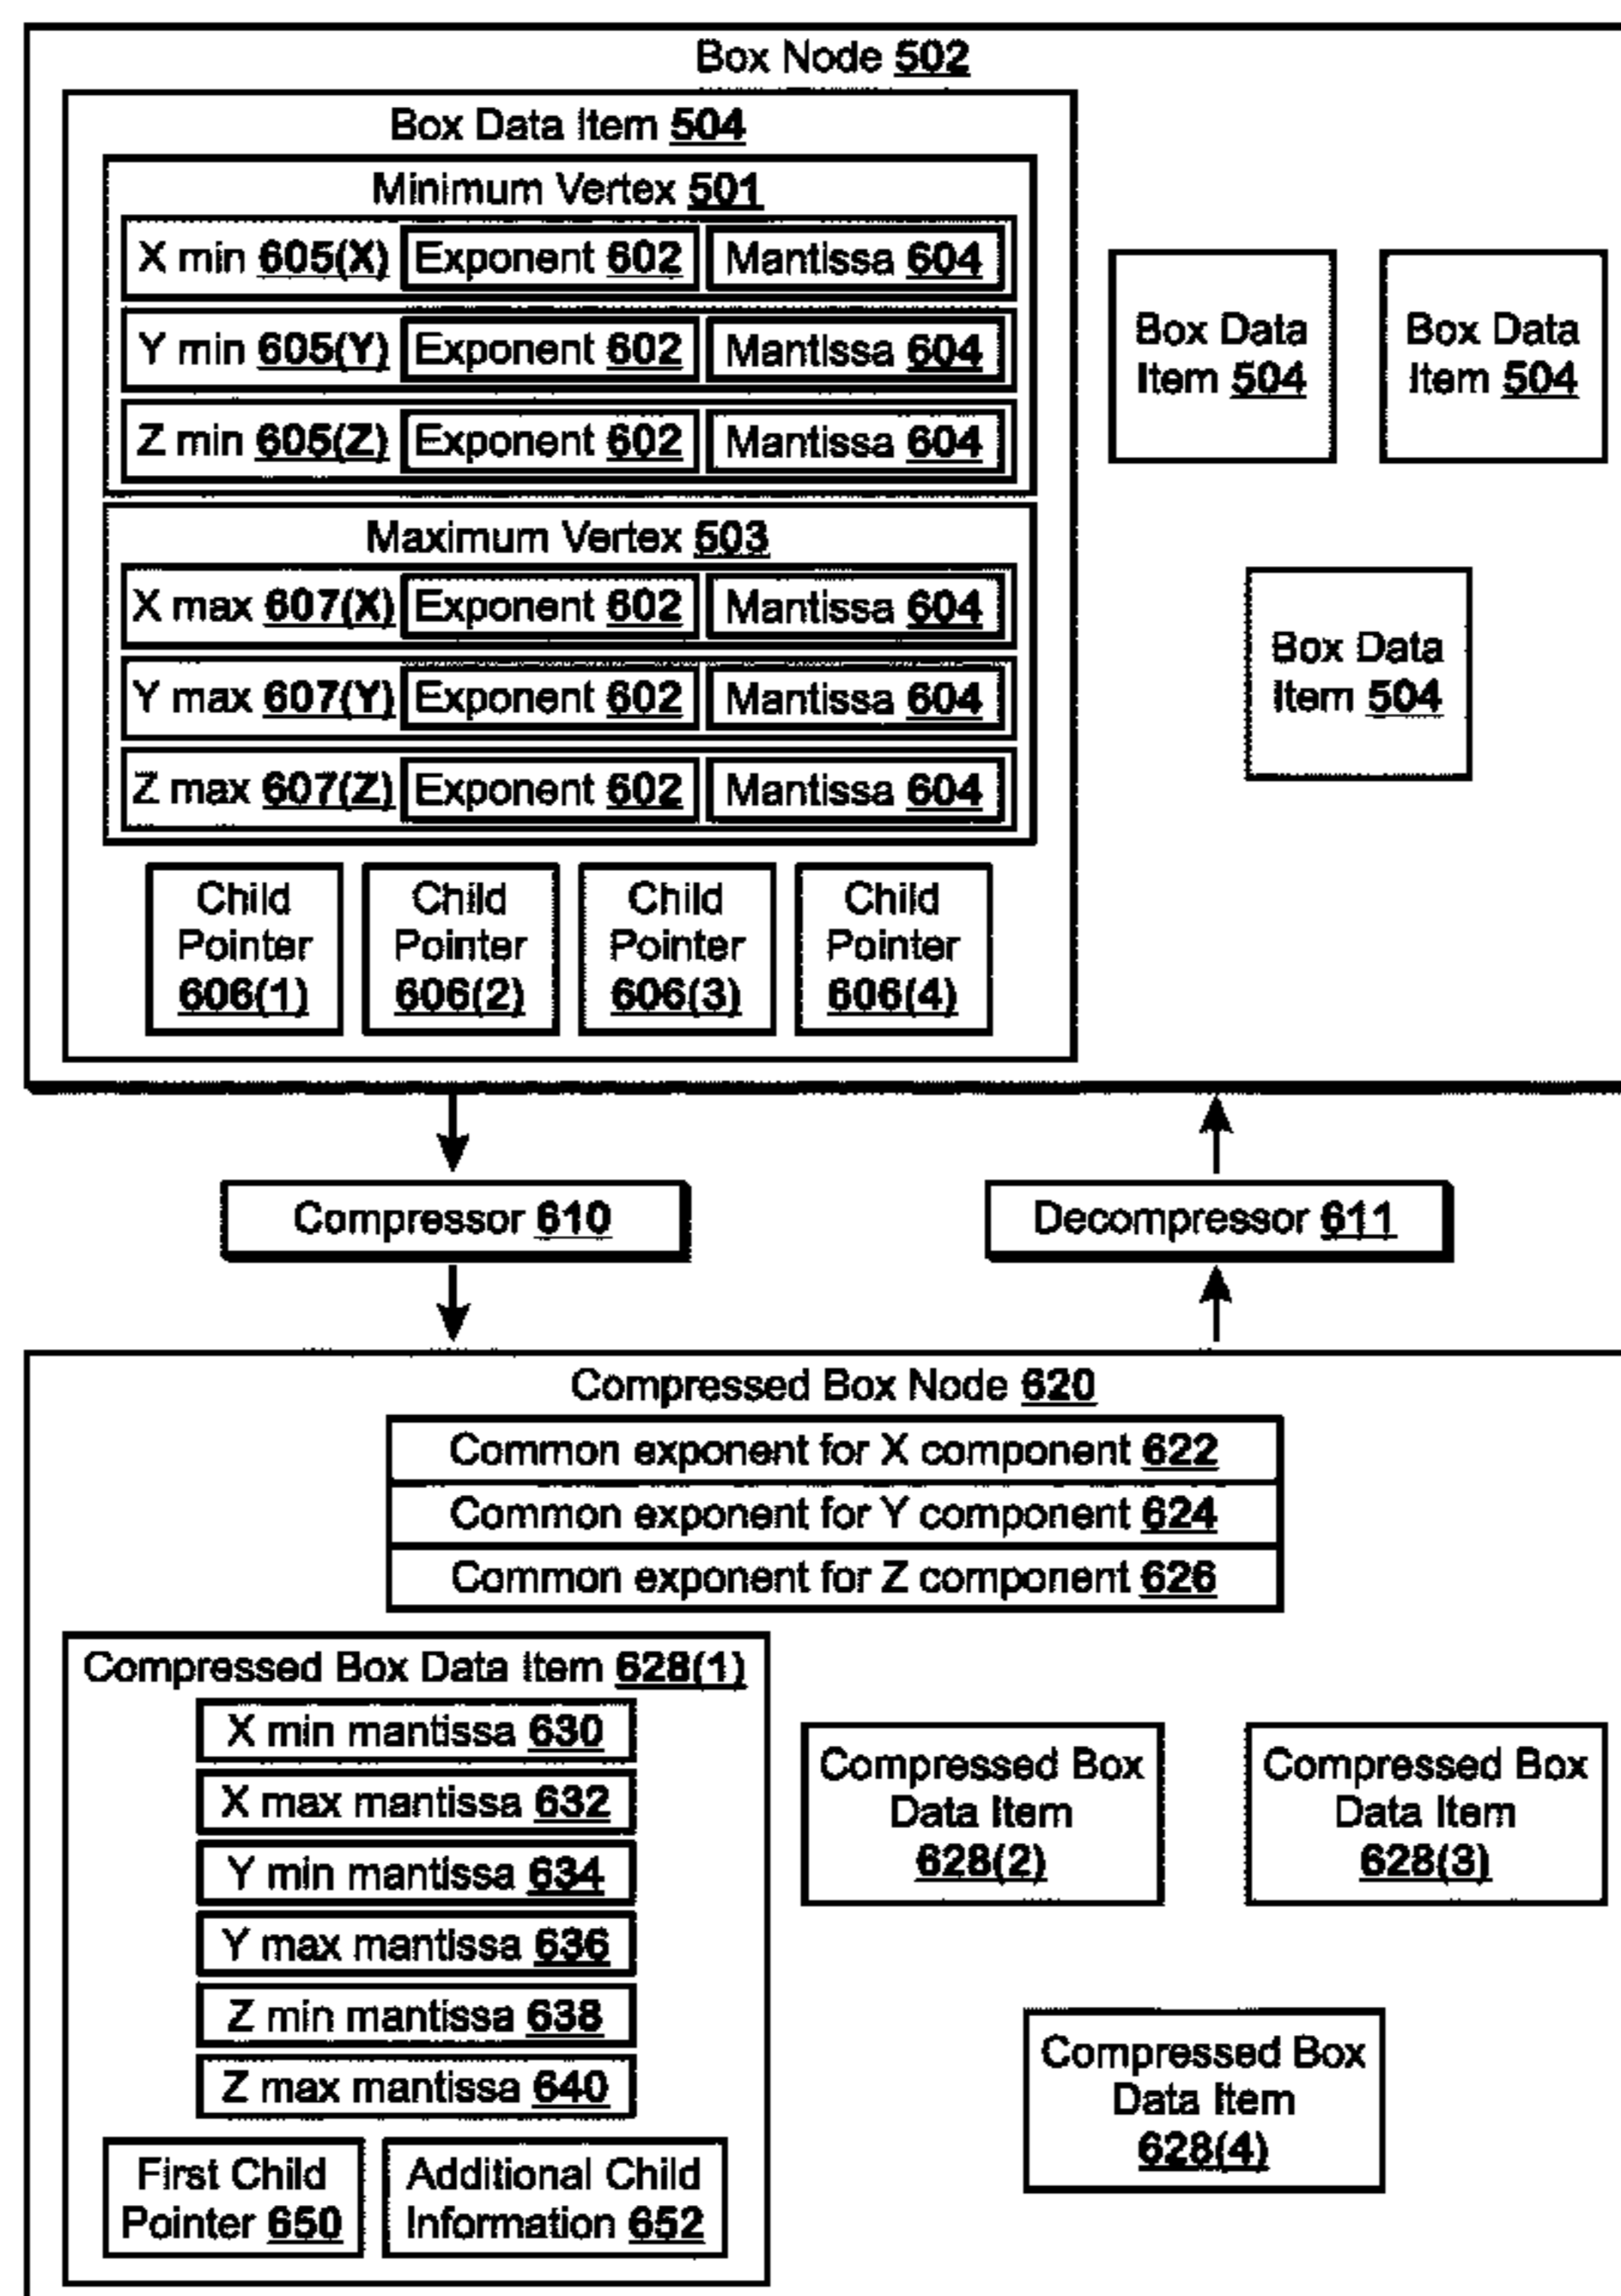 Box Node 502
Box Data Item 504
Minimum Vertex 501
X min 605(X) Exponent 602 Mantissa 604
Y min 605(Y) Exponent 602 Mantissa 604
Z min 605(Z) Exponent 602 Mantissa 604
Maximum Vertex 503
X max 607(X) Exponent 602 Mantissa 604
Y max 607(Y) Exponent 602 Mantissa 604
Z max 607(Z) Exponent 602 Mantissa 604
Child
Pointer
606(1)
Child
Pointer
606(2)
Child
Pointer
606(3)
Child
Pointer
606(4)
Box Data
Item 504
Box Data
Item 504
Box Data
Item 504
Compressor 610
Decompressor 611
Compressed Box Node 620
Common exponent for X component 622
Common exponent for Y component 624
Common exponent for Z component 626
Compressed Box Data Item 628(1)
X min mantissa 630
X max mantissa 632
Y min mantissa 634
Y max mantissa 636
Z min mantissa 638
Z max mantissa 640
First Child
Pointer 650
Additional Child
Information 652
Compressed Box
Data Item
628(2)
Compressed Box
Data Item
628(3)
Compressed Box
Data Item
628(4)